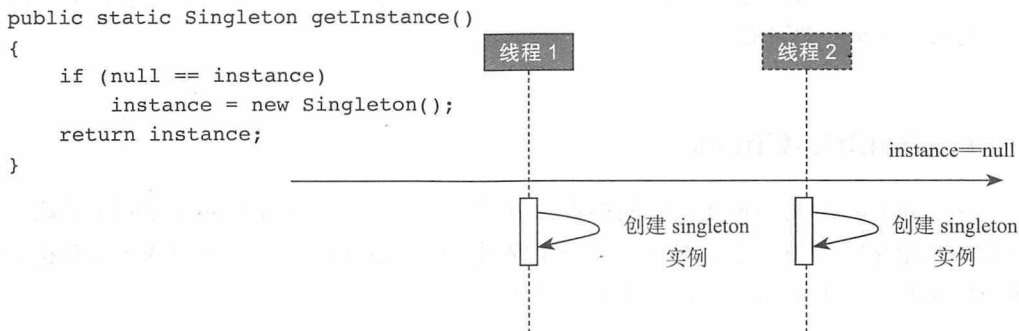 public static Singleton getInstance()
{
    if (null == instance)
        instance = new Singleton();
    return instance;
}
线程 1
线程 2
instance==null
创建 singleton
实例
创建 singleton
实例